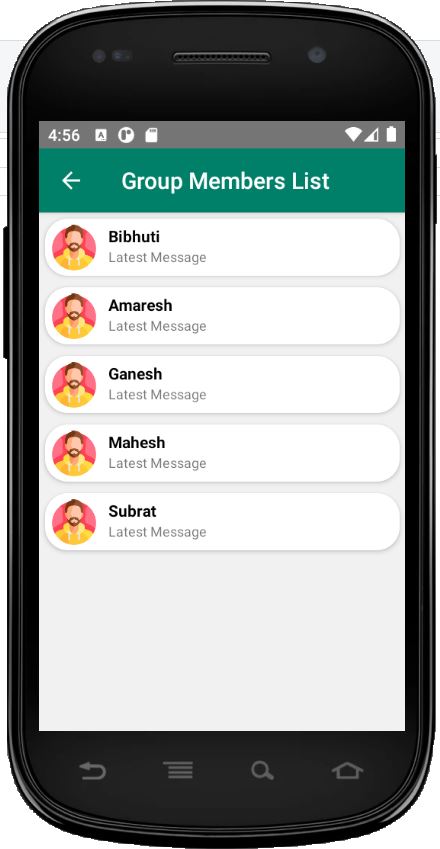 4:56
Group Members List
Bibhuti
Latest Message
Amaresh
Latest Message
Ganesh
Latest Message
Mahesh
Latest Message
Subrat
Latest Message